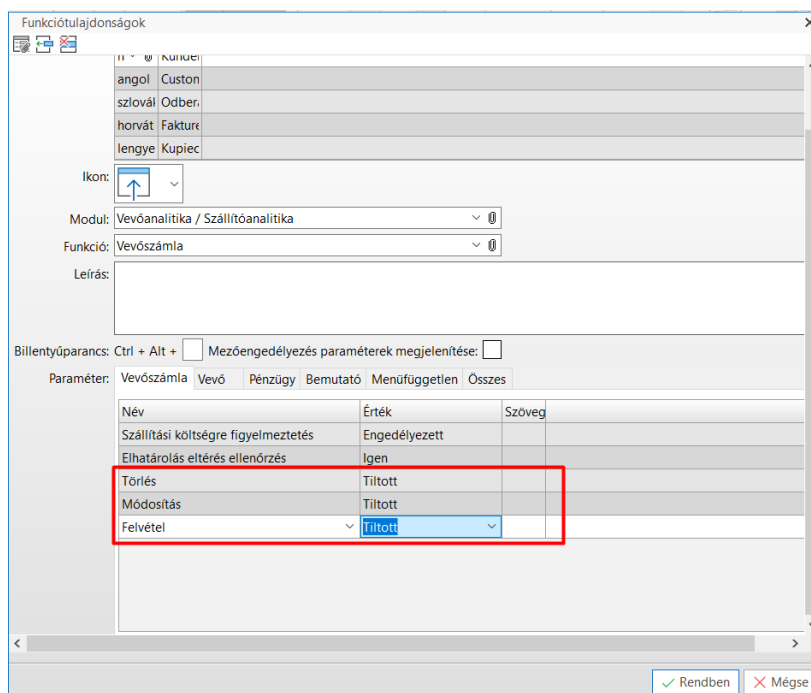 Funkciótulajdonságok
angol Custon
szlovák Odber
horvát Fakture
lengye Kupiec
Ikon:
Modul: Vevőanalitika / Szállítóanalitika
Funkció: Vevőszámla
Leírás:
Billentyűparancs: Ctrl + Alt + Mezőengedélyezés paraméterek megjelenítése:
Paraméter: Vevőszámla Vevő Pénzügy Bemutató Menüfüggetlen Összes
Név Érték Szöveg
Szállítási költségre figyelmeztetés Engedélyezett
Elhatárolás eltérés ellenőrzés Igen
Törlés Tiltott
Módosítás Tiltott
Felvétel Tiltott
Rendben Mégse